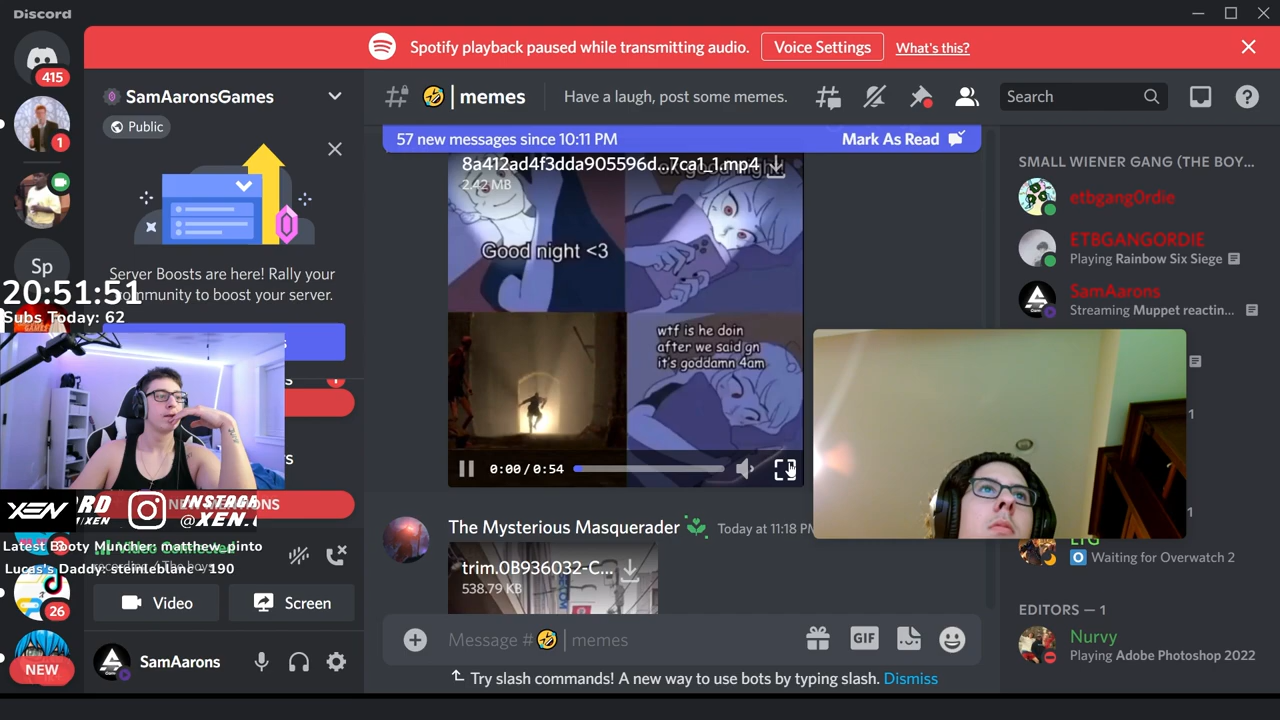 Discord
Spotify playback paused while transmitting audio.
Voice Settings
What's this?
415
1
SamAaronsGames
Public
memes
Have a laugh, post some memes.
Search
57 new messages since 10:11 PM
Mark As Read
8a412ad4f3dda905596d...7ca1_1.mp4
2.42 MB
Good night <3
wtf is he doin
after we said gn
it's goddamn 4am
0:00 / 0:54
Server Boosts are here! Rally your
community to boost your server.
Sp
20:51:51
Subs Today: 62
SMALL WIENER GANG (THE BOY...
etbgang0rdie
ETBGANGORDIE
Playing Rainbow Six Siege
SamAarons
Streaming Muppet reactin...
The Mysterious Masquerader
Today at 11:18 PM
trim.0B936032-C...
538.79 KB
XEN
INSTAGRA
@XEN.
Latest Booty Muncher: matthew_pinto
Lucas's Daddy: steinleblanc - 190
Video
Screen
26
NEW
SamAarons
Message #
memes
GIF
Try slash commands! A new way to use bots by typing slash. Dismiss
LTG
Waiting for Overwatch 2
EDITORS — 1
Nurvy
Playing Adobe Photoshop 2022